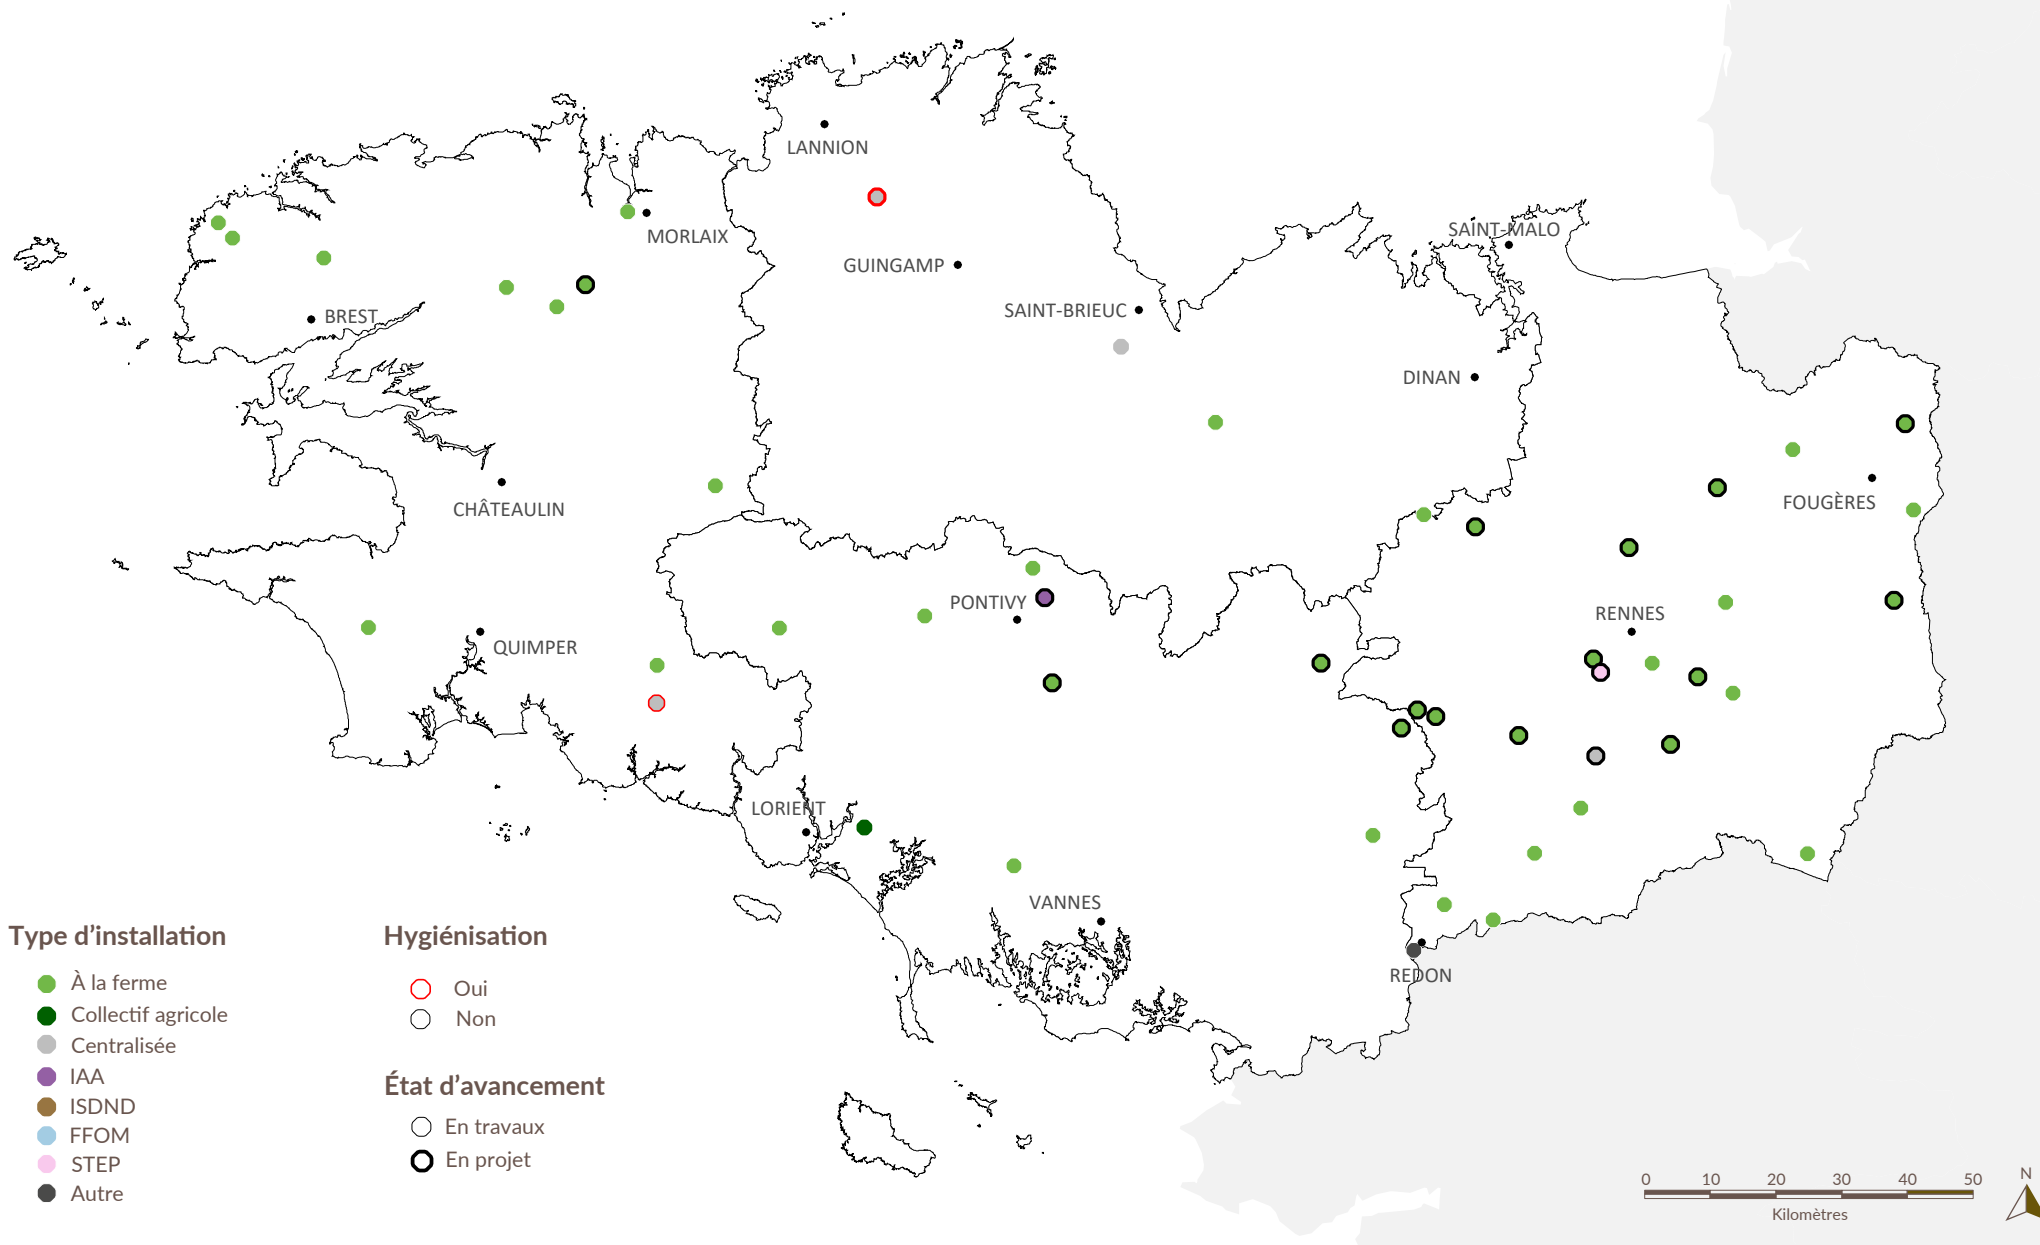 LANNION
MORLAIX
SAINT-MALO
GUINGAMP
SAINT-BRIEUC
BREST
DINAN
CHÂTEAULIN
FOUGÈRES
PONTIVY
RENNES
QUIMPER
LORIENT
VANNES
REDON
Type d’installation
À la ferme
Collectif agricole
Centralisée
IAA
ISDND
FFOM
STEP
Autre
Hygiénisation
Oui
Non
État d’avancement
En travaux
En projet
0 10 20 30 40 50
Kilomètres
N